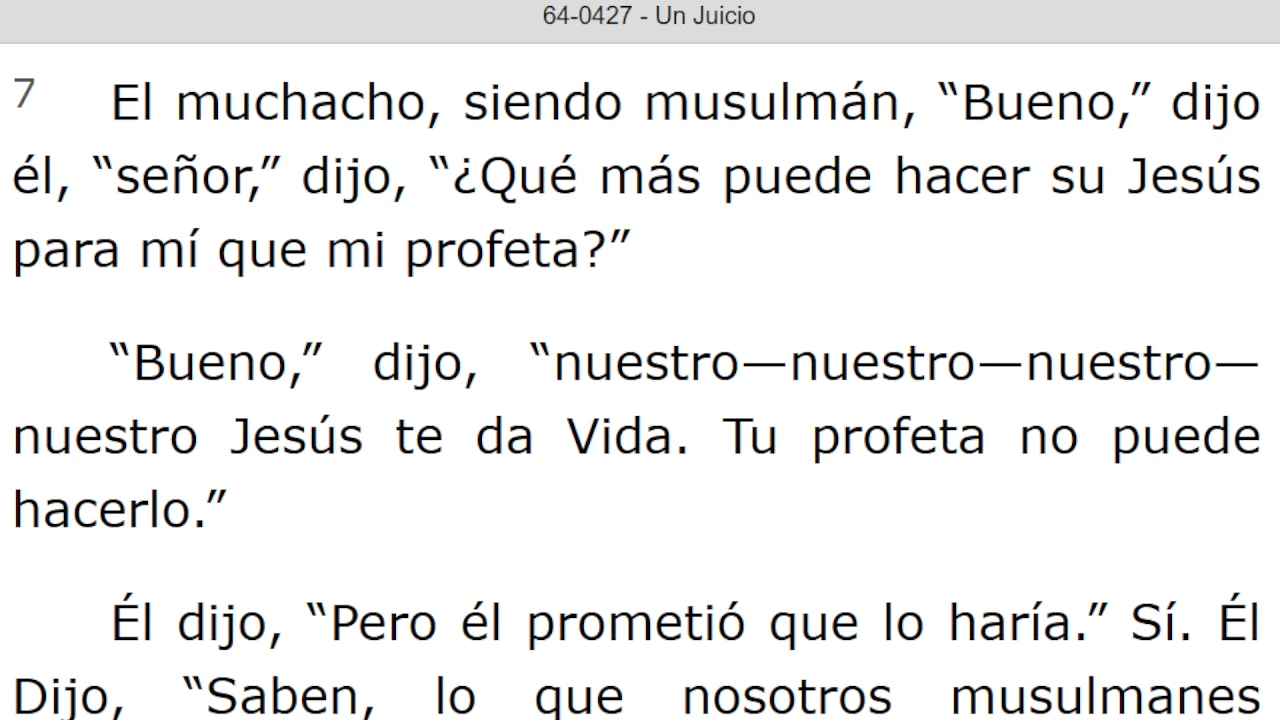 64-0427 - Un Juicio
7 El muchacho, siendo musulmán, “Bueno,” dijo
él, “señor,” dijo, “¿Qué más puede hacer su Jesús
para mí que mi profeta?”
“Bueno,” dijo, “nuestro—nuestro—nuestro—
nuestro Jesús te da Vida. Tu profeta no puede
hacerlo.”
Él dijo, “Pero él prometió que lo haría.” Sí. Él
Dijo, “Saben, lo que nosotros musulmanes